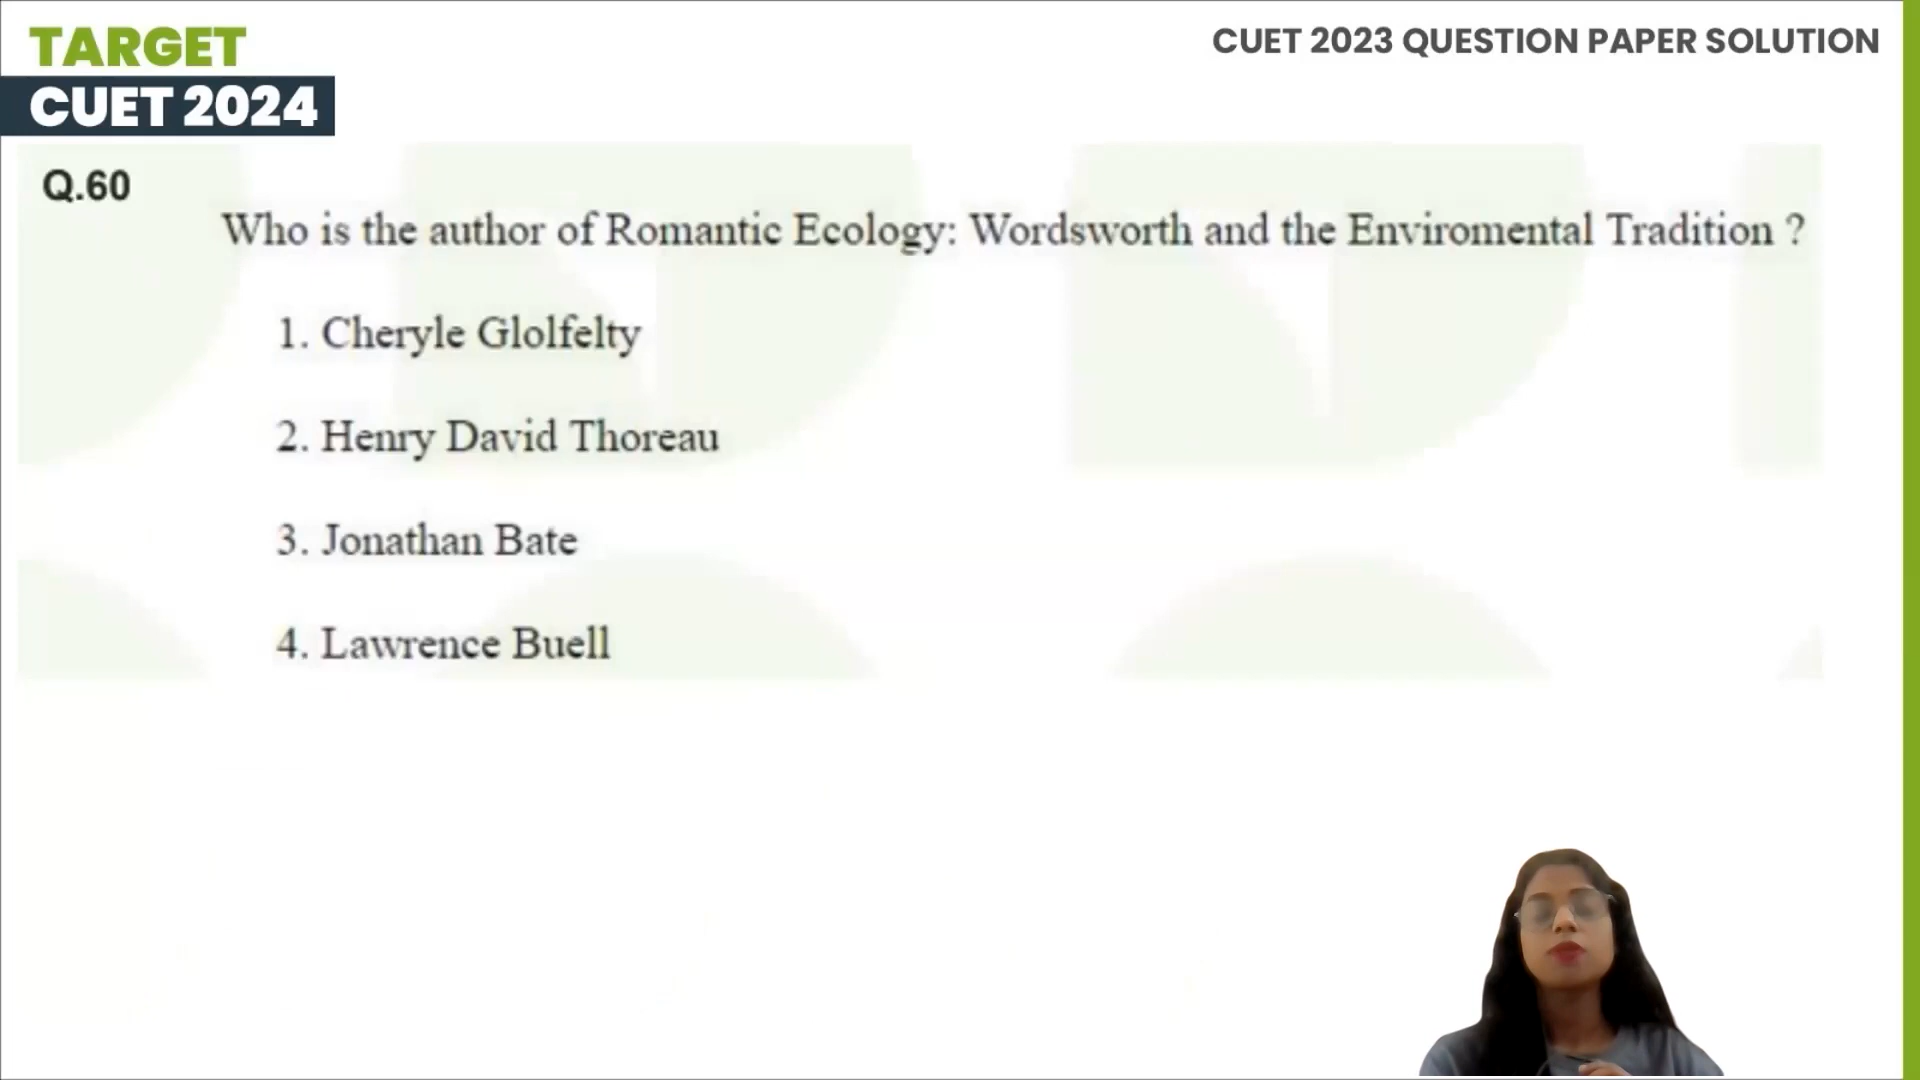 TARGET
CUET 2024
CUET 2023 QUESTION PAPER SOLUTION
Q.60
Who is the author of Romantic Ecology: Wordsworth and the Enviromental Tradition ?
1. Cheryle Glolfelty
2. Henry David Thoreau
3. Jonathan Bate
4. Lawrence Buell